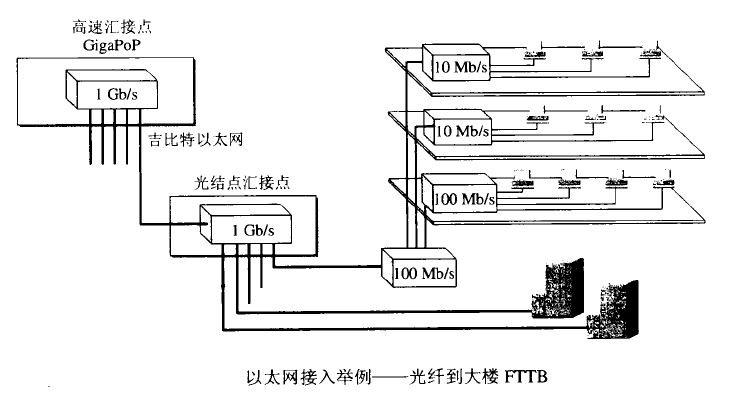 高速汇接点
GigaPoP
1 Gb/s
吉比特以太网
光结点汇接点
1 Gb/s
100 Mb/s
10 Mb/s
10 Mb/s
100 Mb/s
以太网接入举例——光纤到大楼 FTTB